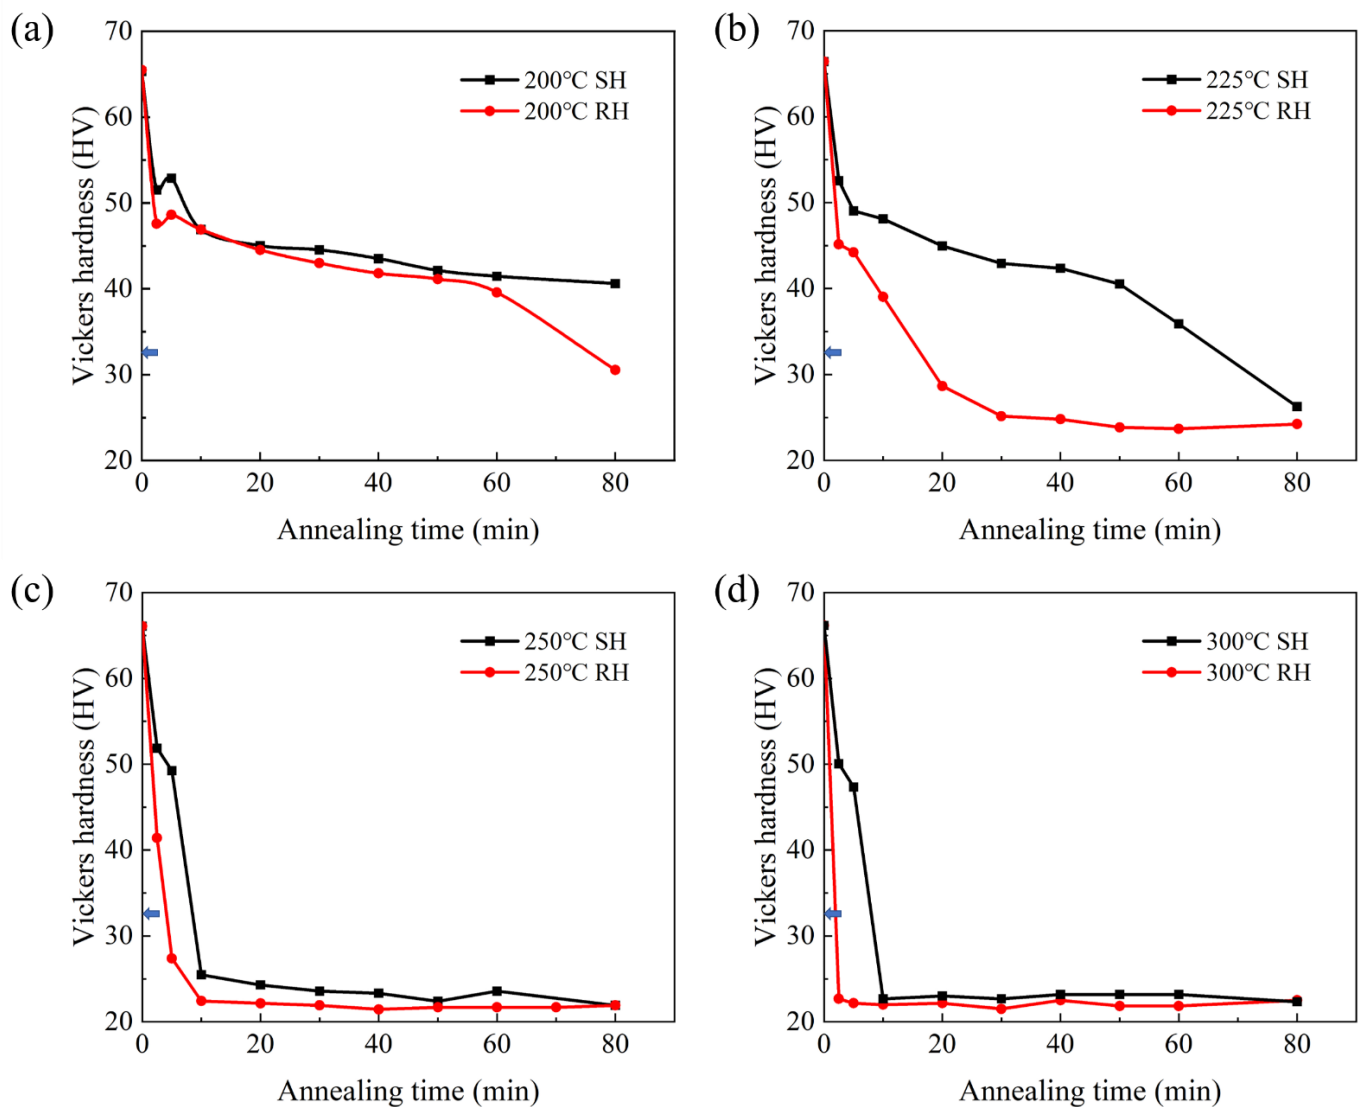 (a)
70
60
50
40
30
20
0
20
40
60
80
Vickers hardness (HV)
Annealing time (min)
200°C SH
200°C RH
(b)
70
60
50
40
30
20
0
20
40
60
80
Vickers hardness (HV)
Annealing time (min)
225°C SH
225°C RH
(c)
70
60
50
40
30
20
0
20
40
60
80
Vickers hardness (HV)
Annealing time (min)
250°C SH
250°C RH
(d)
70
60
50
40
30
20
0
20
40
60
80
Vickers hardness (HV)
Annealing time (min)
300°C SH
300°C RH